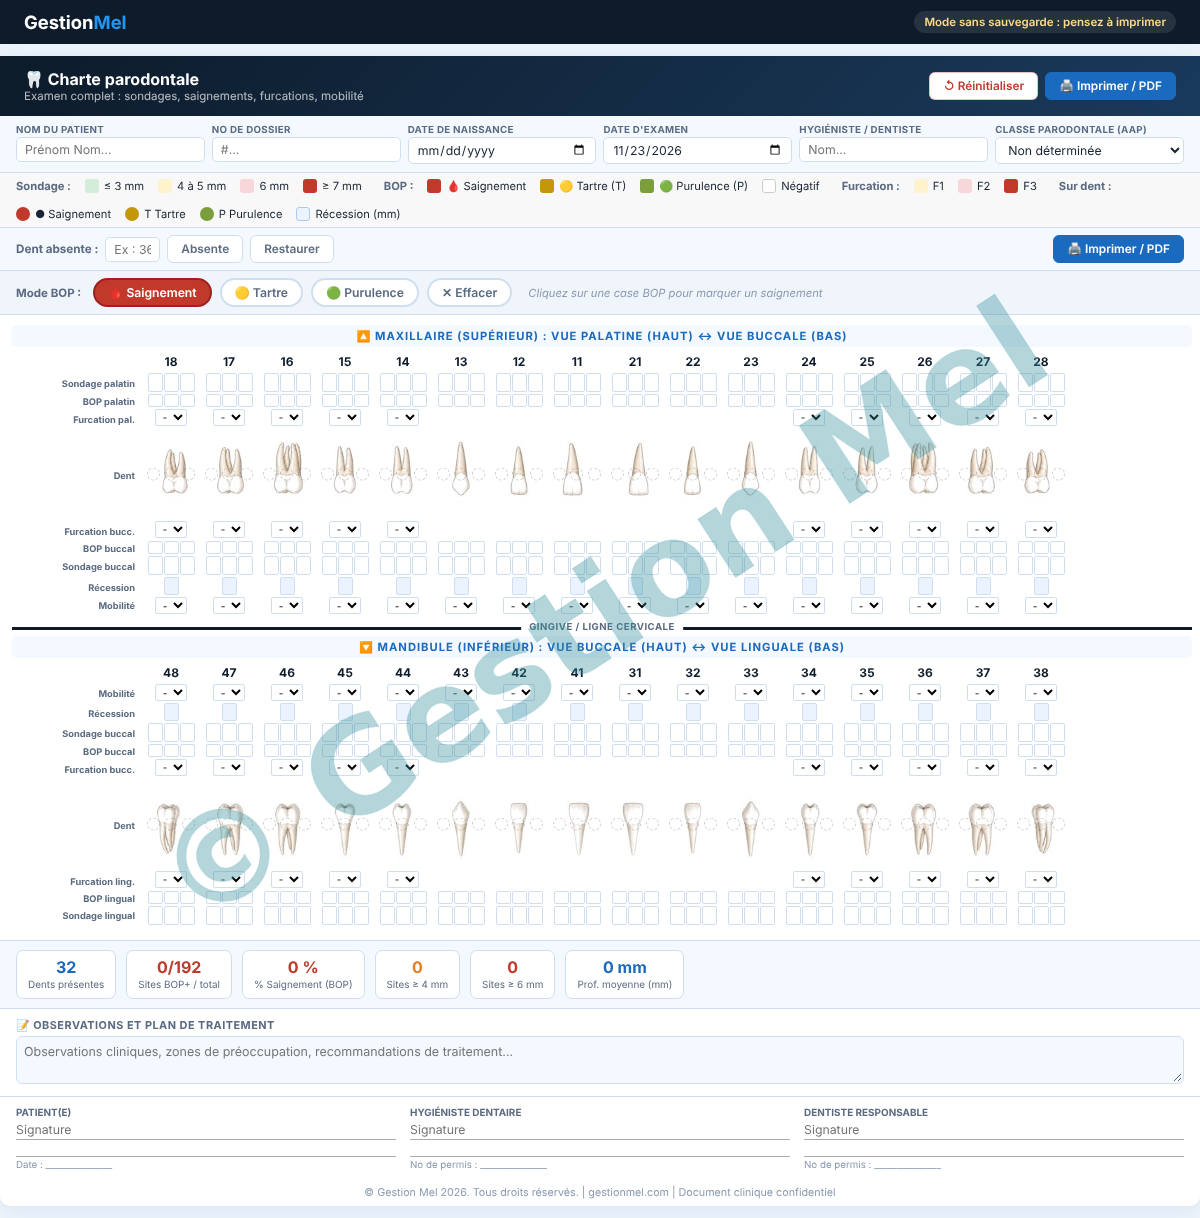 GestionMel
Mode sans sauvegarde : pensez à imprimer
Charte parodontale
Examen complet : sondages, saignements, furcations, mobilité
Réinitialiser
Imprimer / PDF
NOM DU PATIENT
NO DE DOSSIER
DATE DE NAISSANCE
DATE D'EXAMEN
HYGIÉNISTE / DENTISTE
CLASSE PARODONTALE (AAP)
Prénom Nom...
#...
mm/dd/yyyy
11/23/2026
Nom...
Non déterminée
Sondage : ≤ 3 mm 4 à 5 mm 6 mm ≥ 7 mm BOP : Saignement Tartre (T) Purulence (P) Négatif Furcation : F1 F2 F3 Sur dent :
Saignement T Tartre P Purulence Récession (mm)
Dent absente : Ex : 36 Absente Restaurer Imprimer / PDF
Mode BOP : Saignement Tartre Purulence ✕ Effacer Cliquez sur une case BOP pour marquer un saignement
MAXILLAIRE (SUPÉRIEUR) : VUE PALATINE (HAUT) ↔ VUE BUCCALE (BAS)
18 17 16 15 14 13 12 11 21 22 23 24 25 26 27 28
Sondage palatin
BOP palatin
Furcation pal. - - - - - - - - - -
Dent
Furcation bucc. - - - - - - - - - -
BOP buccal
Sondage buccal
Récession
Mobilité - - - - - - - - - - - - - - - -
GINGIVE / LIGNE CERVICALE
MANDIBULE (INFÉRIEUR) : VUE BUCCALE (HAUT) ↔ VUE LINGUALE (BAS)
48 47 46 45 44 43 42 41 31 32 33 34 35 36 37 38
Mobilité - - - - - - - - - - - - - - - -
Récession
Sondage buccal
BOP buccal
Furcation bucc. - - - - - - - - - -
Dent
Furcation ling. - - - - - - - - - -
BOP lingual
Sondage lingual
© Gestion Mel
32
Dents présentes
0/192
Sites BOP+ / total
0 %
% Saignement (BOP)
0
Sites ≥ 4 mm
0
Sites ≥ 6 mm
0 mm
Prof. moyenne (mm)
OBSERVATIONS ET PLAN DE TRAITEMENT
Observations cliniques, zones de préoccupation, recommandations de traitement...
PATIENT(E)
Signature
Date : ______________
HYGIÉNISTE DENTAIRE
Signature
No de permis : ______________
DENTISTE RESPONSABLE
Signature
No de permis : ______________
© Gestion Mel 2026. Tous droits réservés. | gestionmel.com | Document clinique confidentiel